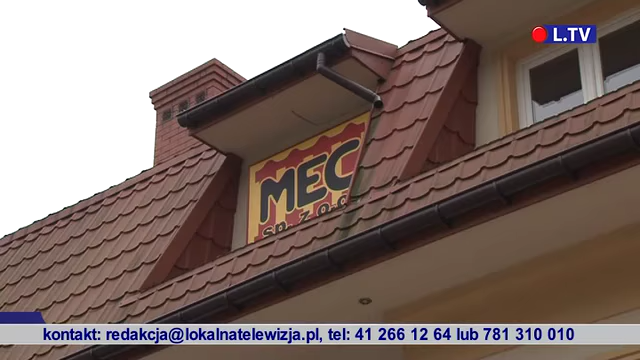 L.TV
MEC
sp. z o.o.
kontakt: redakcja@lokalnatelewizja.pl, tel: 41 266 12 64 lub 781 310 010